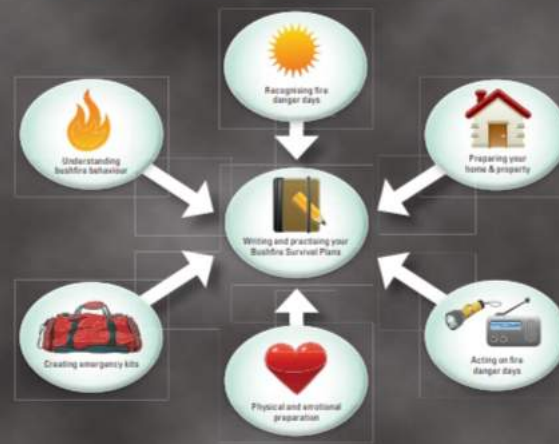 Recognising fire
danger days
Understanding
bushfire behaviour
Preparing your
home & property
Writing and practising your
Bushfire Survival Plans
Creating emergency kits
Acting on fire
danger days
Physical and emotional
preparation